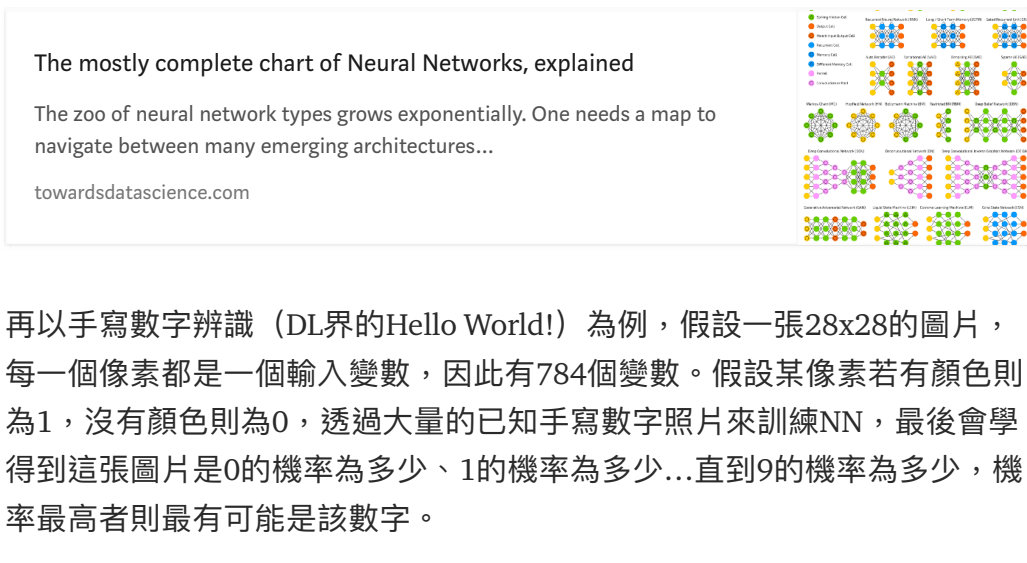 The mostly complete chart of Neural Networks, explained
The zoo of neural network types grows exponentially. One needs a map to
navigate between many emerging architectures…
towardsdatascience.com
再以手寫數字辨識（DL界的Hello World!）為例，假設一張28x28的圖片，
每一個像素都是一個輸入變數，因此有784個變數。假設某像素若有顏色則
為1，沒有顏色則為0，透過大量的已知手寫數字照片來訓練NN，最後會學
得到這張圖片是0的機率為多少、1的機率為多少…直到9的機率為多少，機
率最高者則最有可能是該數字。